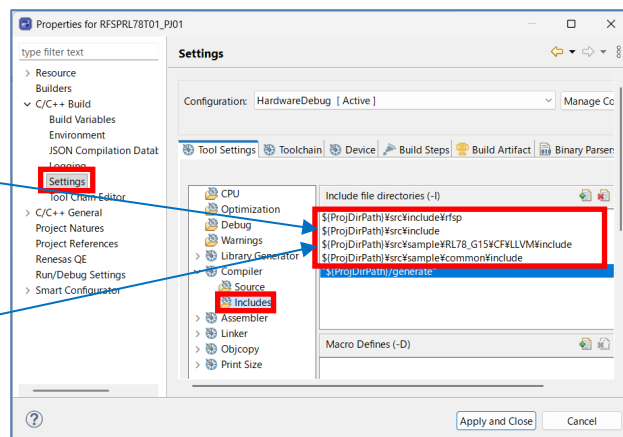 Properties for RFSPRL78T01_PJ01
type filter text
Settings
Resource
Builders
C/C++ Build
Build Variables
Environment
JSON Compilation Datab
Logging
Settings
Tool Chain Editor
C/C++ General
Project Natures
Project References
Renesas QE
Run/Debug Settings
Smart Configurator
Configuration: HardwareDebug [ Active ]
Manage Co
Tool Settings Toolchain Device Build Steps Build Artifact Binary Parsers
CPU
Optimization
Debug
Warnings
Library Generator
Compiler
Source
Includes
Assembler
Linker
Objcopy
Print Size
Include file directories (-I)
${ProjDirPath}¥src¥include¥rfsp
${ProjDirPath}¥src¥include
${ProjDirPath}¥src¥sample¥RL78_G15¥CF¥LLVM¥include
${ProjDirPath}¥src¥sample¥common¥include
"${ProjDirPath}/generate"
Macro Defines (-D)
Apply and Close
Cancel